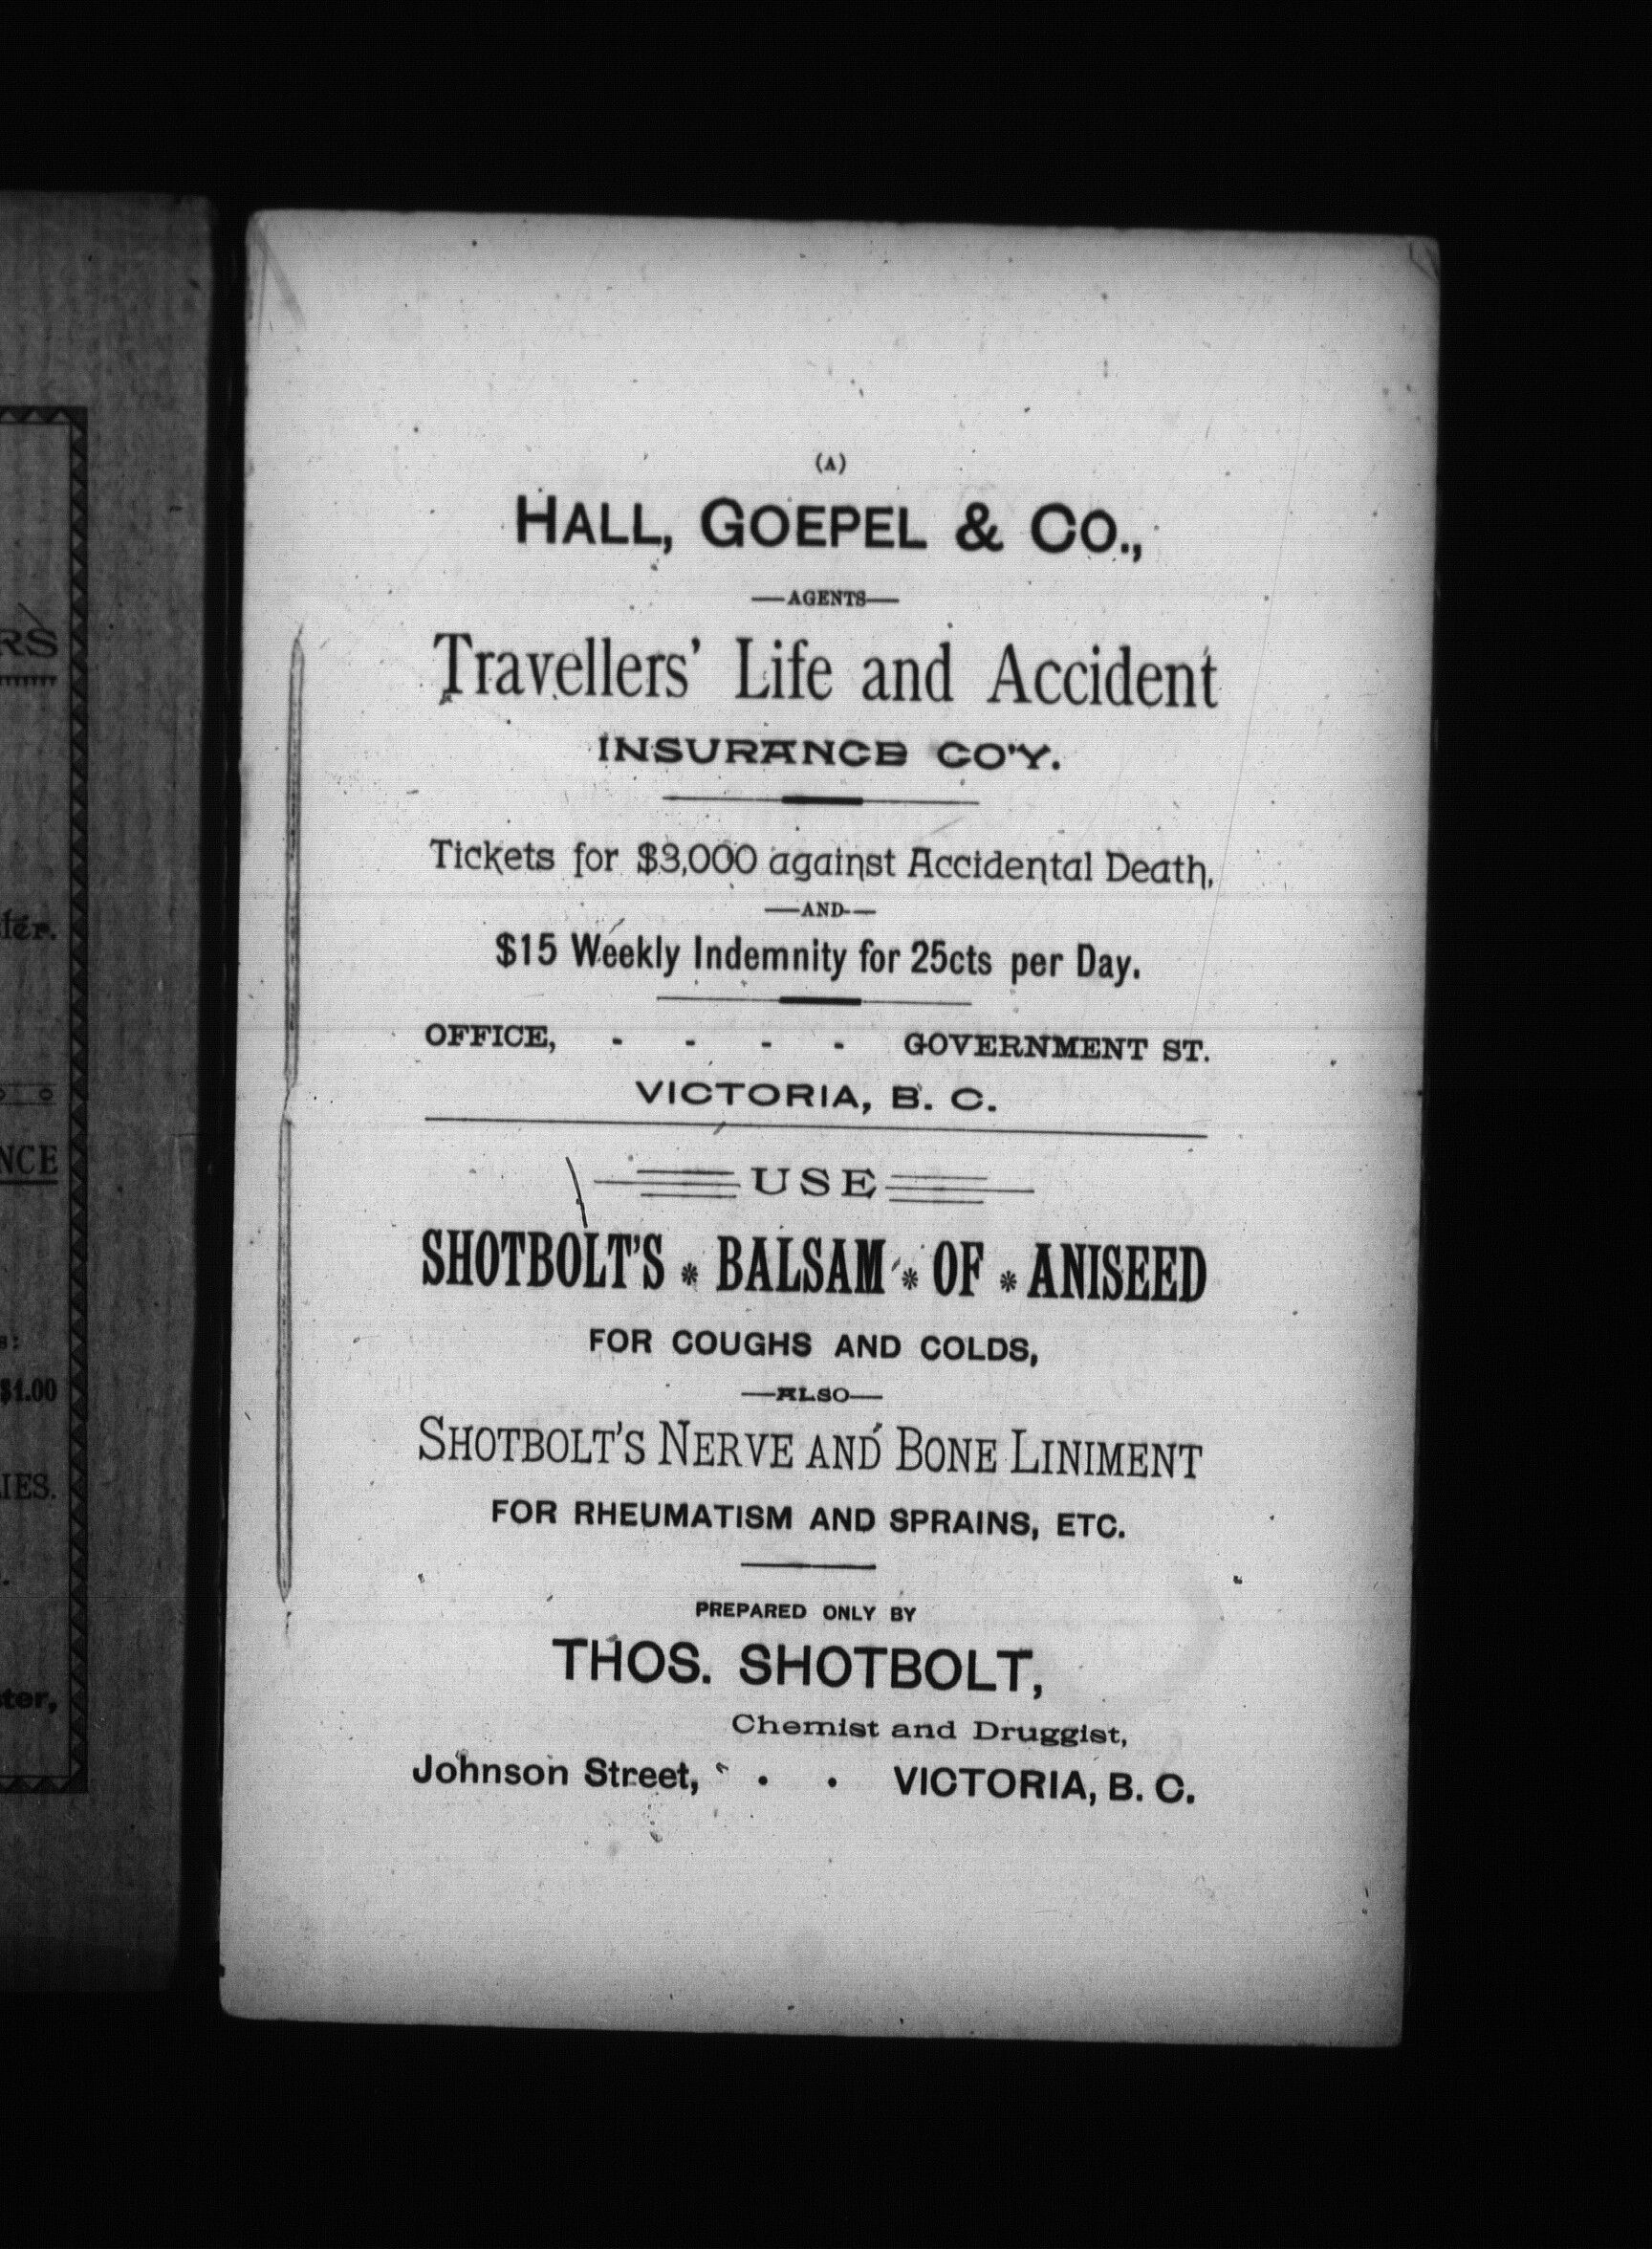 (A)
HALL, GOEPEL & CO.,
—AGENTS—
Travellers' Life and Accident
INSURANCE CO'Y.
Tickets for $3,000 against Accidental Death,
—AND—
$15 Weekly Indemnity for 25cts per Day.
OFFICE, - - - - GOVERNMENT ST.
VICTORIA, B. C.
USE
SHOTBOLT'S * BALSAM * OF * ANISEED
FOR COUGHS AND COLDS,
—ALSO—
SHOTBOLT'S NERVE AND BONE LINIMENT
FOR RHEUMATISM AND SPRAINS, ETC.
PREPARED ONLY BY
THOS. SHOTBOLT,
Chemist and Druggist,
Johnson Street, - . . VICTORIA, B. C.
$1.00